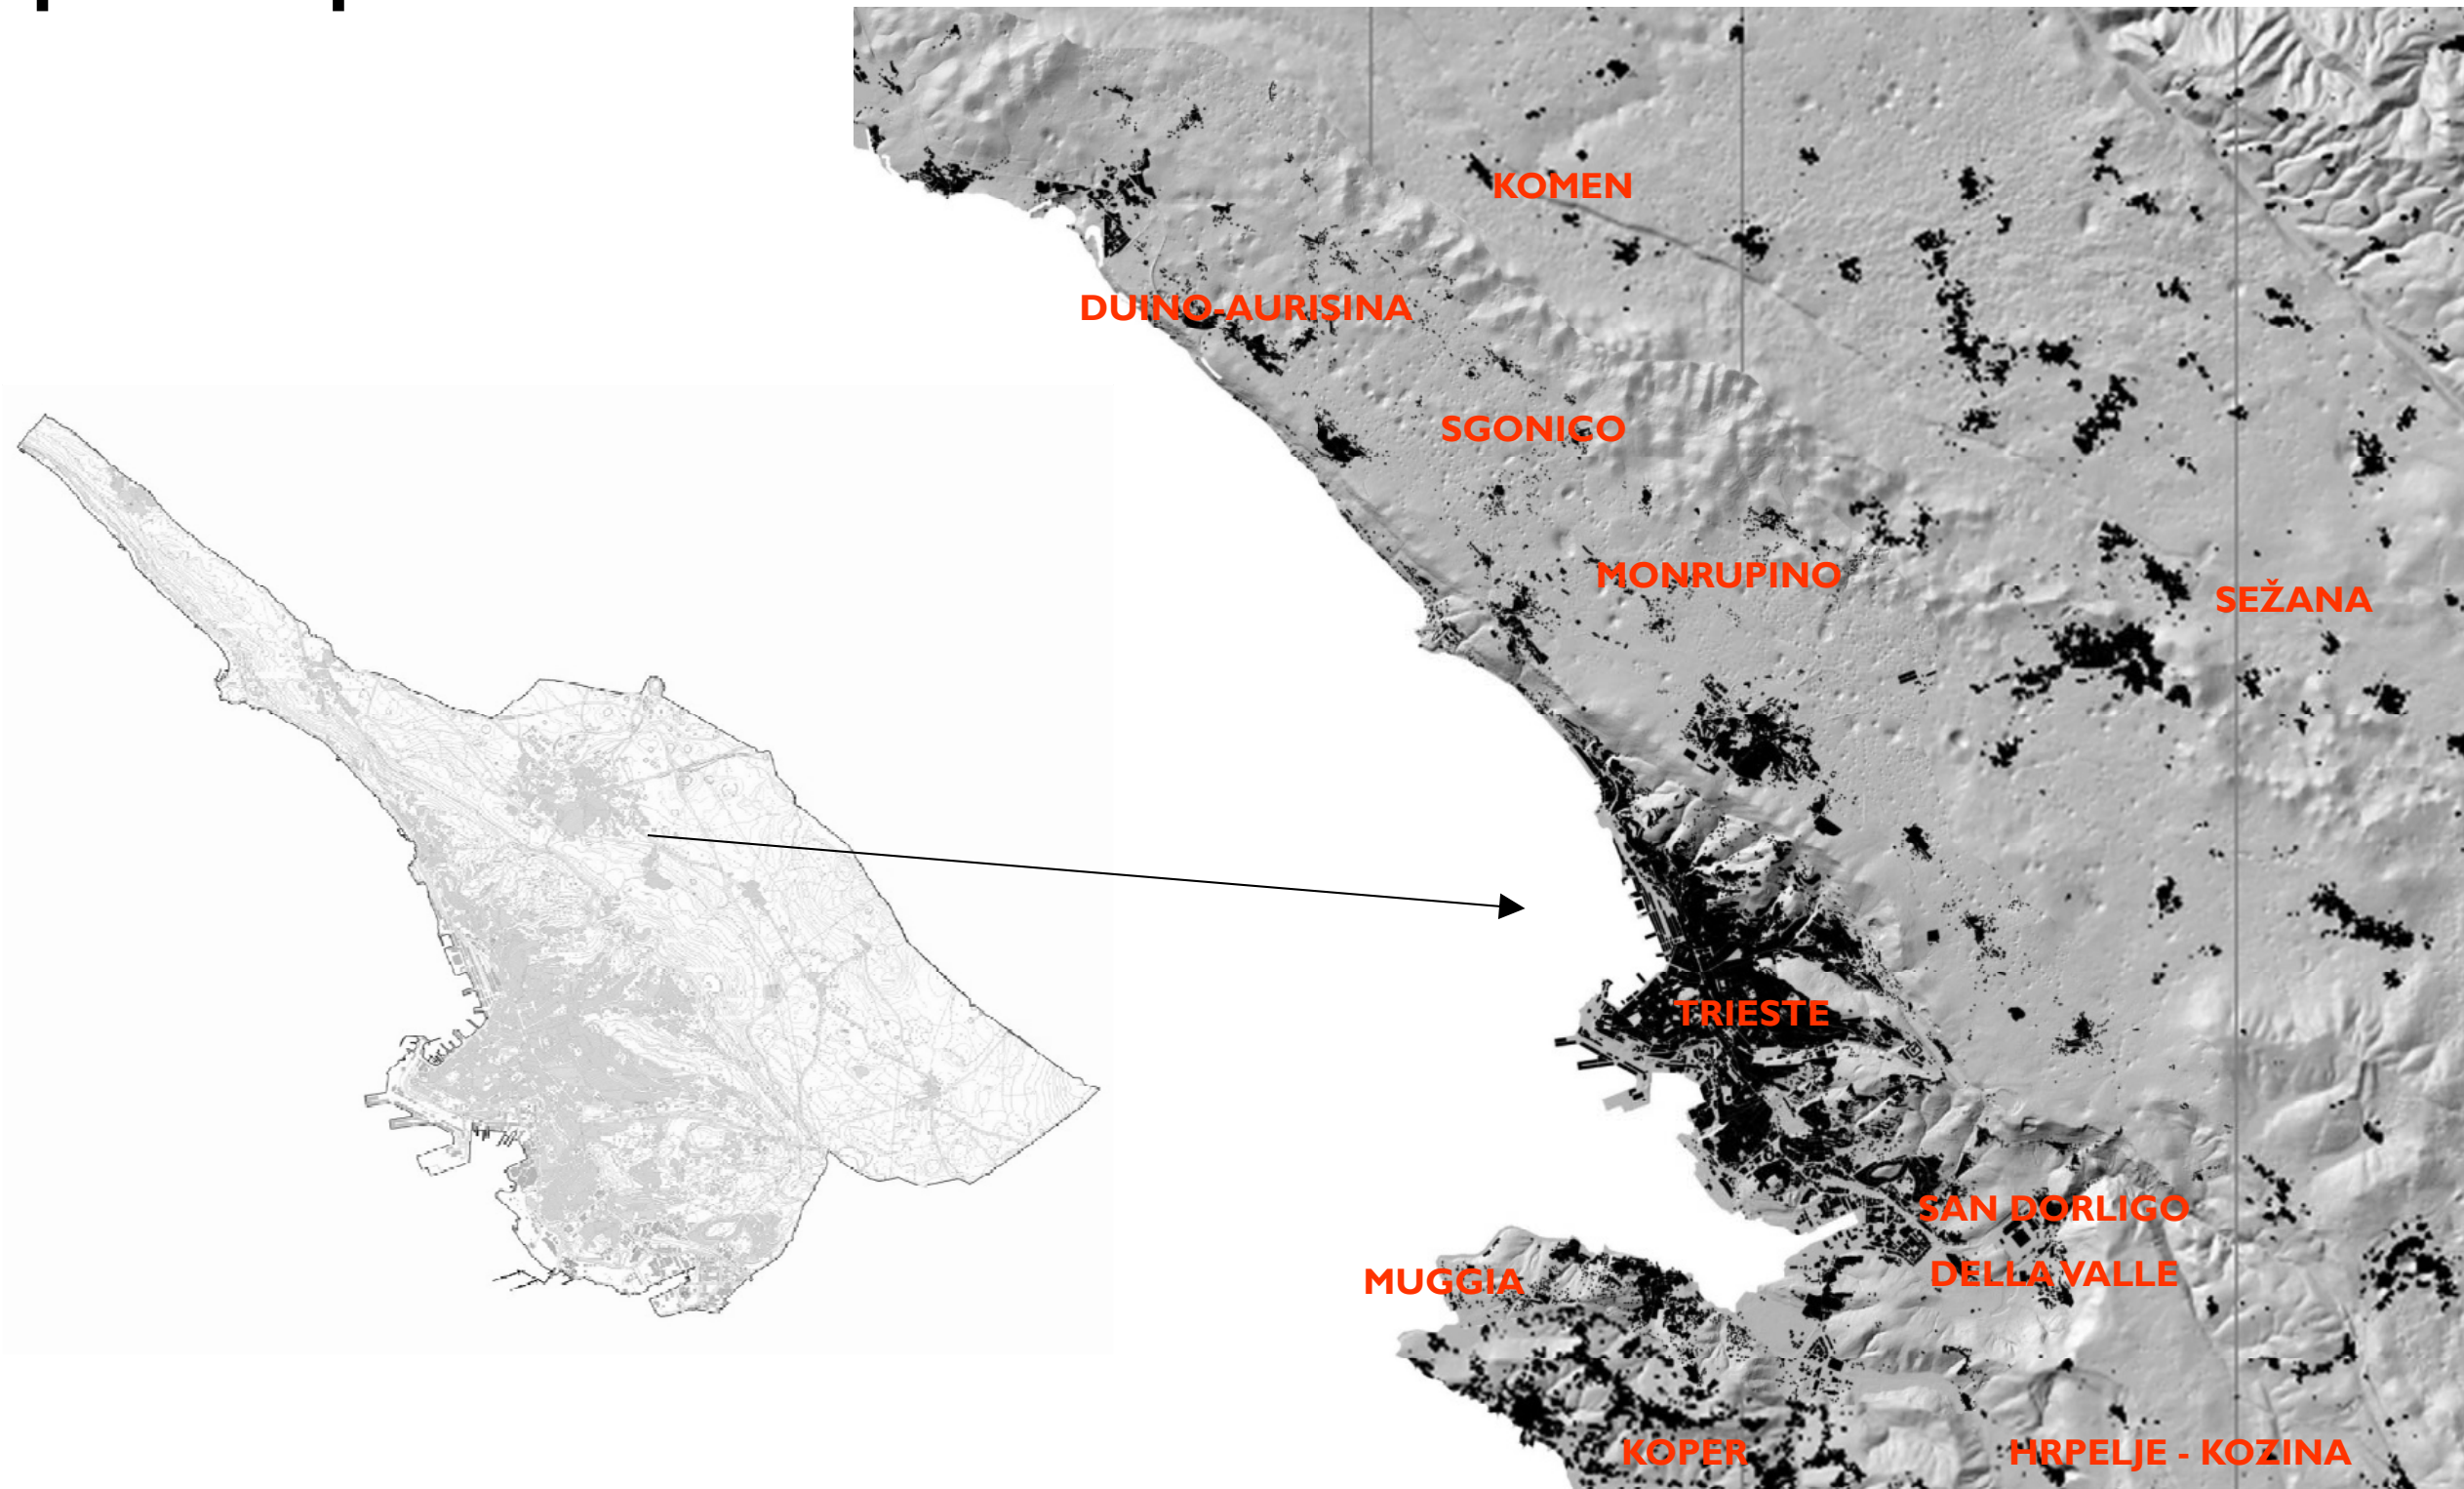 KOMEN
DUINO-AURISINA
SGONICO
MONRUPINO
SEŽANA
TRIESTE
SAN DORLIGO
DELLA VALLE
MUGGIA
KOPER
HRPELJE - KOZINA